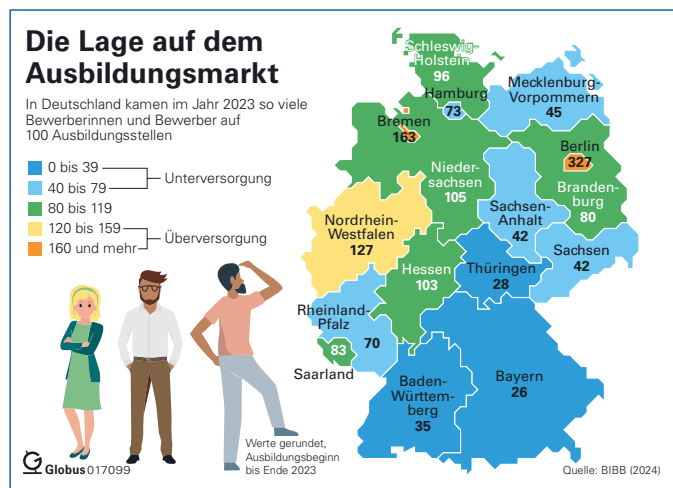 Die Lage auf dem
Ausbildungsmarkt
In Deutschland kamen im Jahr 2023 so viele
Bewerberinnen und Bewerber auf
100 Ausbildungsstellen
0 bis 39
40 bis 79
Unterversorgung
80 bis 119
120 bis 159
160 und mehr
Überversorgung
Schleswig-
Holstein
96
Hamburg
73
Mecklenburg-
Vorpommern
45
Bremen
163
Berlin
327
Nieder-
sachsen
105
Branden-
burg
80
Sachsen-
Anhalt
42
Nordrhein-
Westfalen
127
Sachsen
42
Hessen
103
Thüringen
28
Rheinland-
Pfalz
70
83
Saarland
Baden-
Württem-
berg
35
Bayern
26
Werte gerundet,
Ausbildungsbeginn
bis Ende 2023
Globus 017099
Quelle: BIBB (2024)